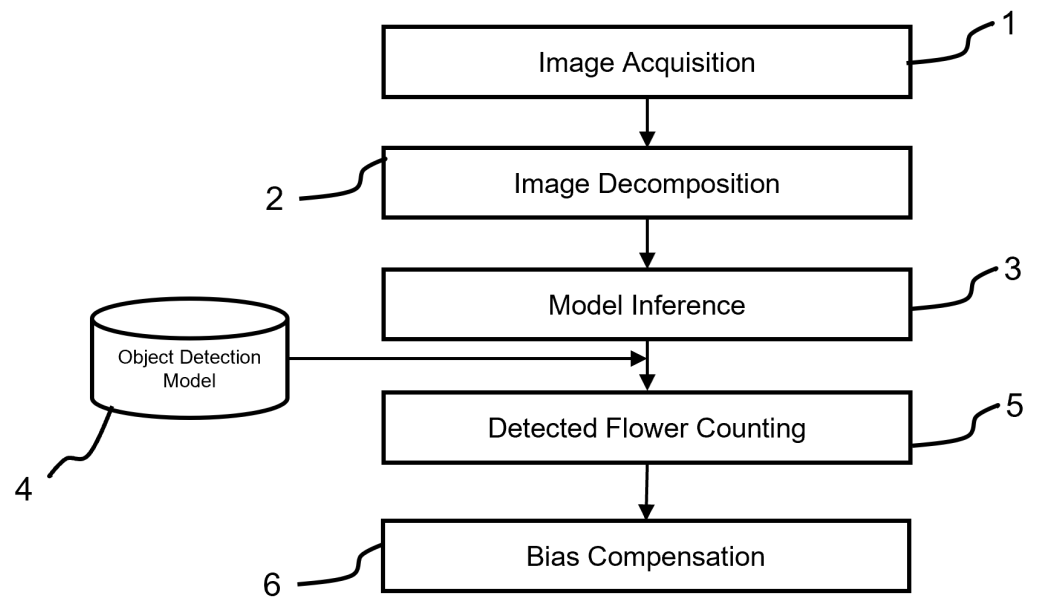 1
Image Acquisition
2
Image Decomposition
3
Model Inference
Object Detection
Model
4
5
Detected Flower Counting
6
Bias Compensation